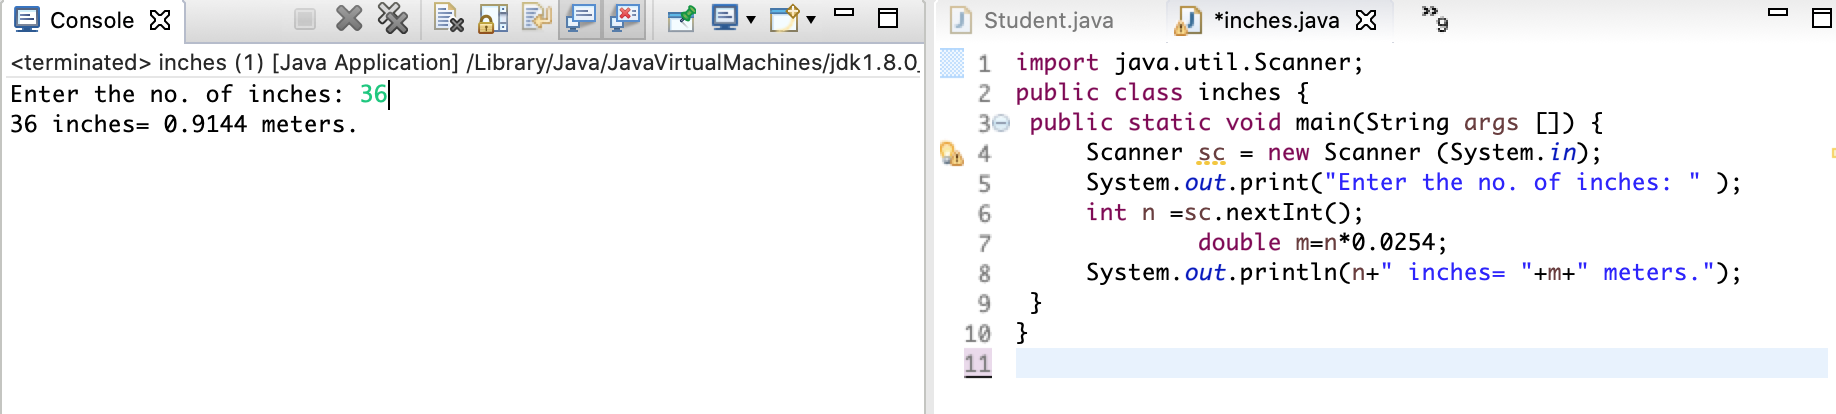 Console
<terminated> inches (1) [Java Application] /Library/Java/JavaVirtualMachines/jdk1.8.0_
Enter the no. of inches: 36
36 inches= 0.9144 meters.
Student.java
*inches.java
»9
1 import java.util.Scanner;
2 public class inches {
3 public static void main(String args []) {
4 Scanner sc = new Scanner (System.in);
5 System.out.print("Enter the no. of inches: " );
6 int n =sc.nextInt();
7 double m=n*0.0254;
8 System.out.println(n+" inches= "+m+" meters.");
9 }
10 }
11